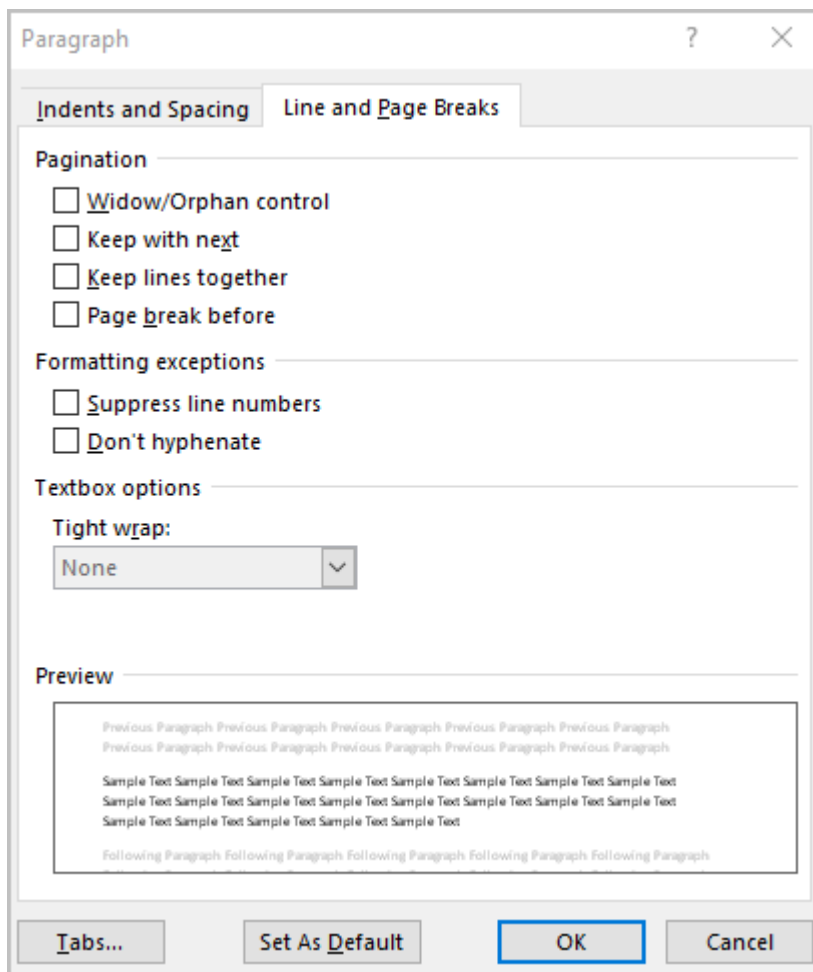 Paragraph ?
Indents and Spacing Line and Page Breaks
Pagination
Widow/Orphan control
Keep with next
Keep lines together
Page break before
Formatting exceptions
Suppress line numbers
Don't hyphenate
Textbox options
Tight wrap:
None
Preview
Previous Paragraph Previous Paragraph Previous Paragraph Previous Paragraph Previous Paragraph
Previous Paragraph Previous Paragraph Previous Paragraph Previous Paragraph Previous Paragraph
Sample Text Sample Text Sample Text Sample Text Sample Text Sample Text Sample Text Sample Text
Sample Text Sample Text Sample Text Sample Text Sample Text Sample Text Sample Text Sample Text
Sample Text Sample Text Sample Text Sample Text Sample Text
Following Paragraph Following Paragraph Following Paragraph Following Paragraph Following Paragraph
Tabs... Set As Default OK Cancel